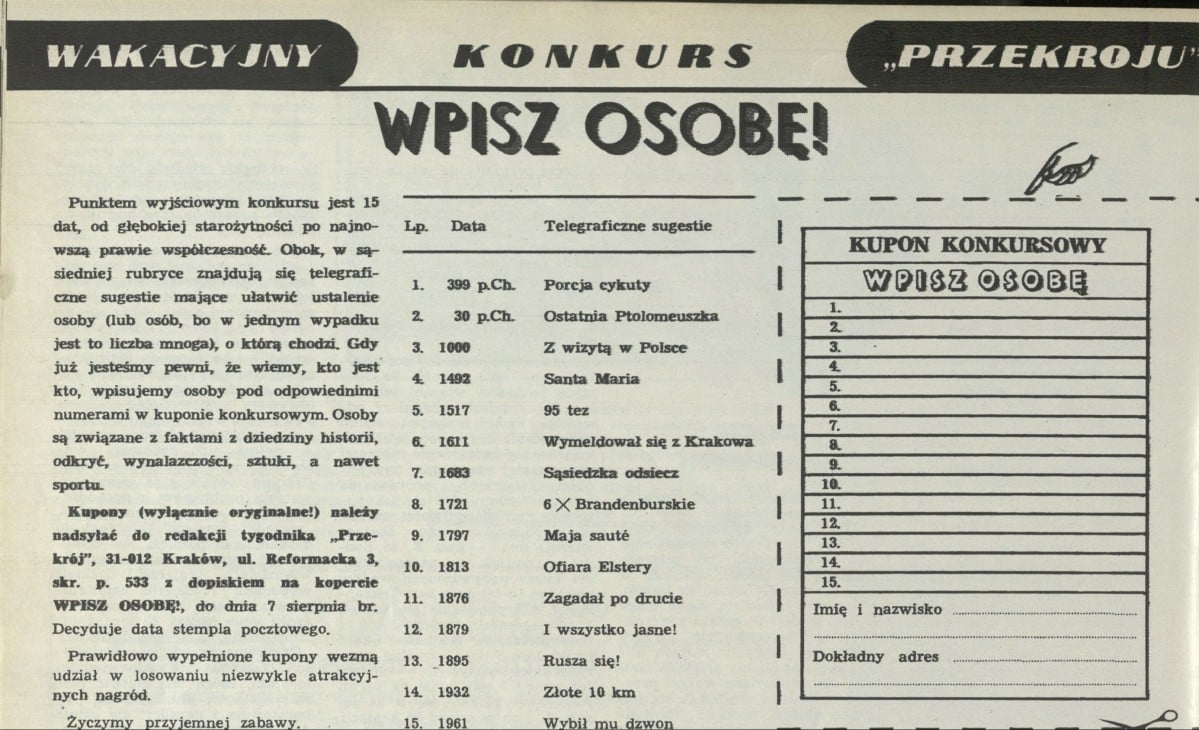 WAKACYJNY KONKURS „PRZEKROJU”
WPISZ OSOBĘ!
Punktem wyjściowym konkursu jest 15
dat, od głębokiej starożytności po najno-
wszą prawie współczesność. Obok, w są-
siedniej rubryce znajdują się telegrafi-
czne sugestie mające ułatwić ustalenie
osoby (lub osób, bo w jednym wypadku
jest to liczba mnoga), o którą chodzi. Gdy
już jesteśmy pewni, że wiemy, kto jest
kto, wpisujemy osoby pod odpowiednimi
numerami w kuponie konkursowym. Osoby
są związane z faktami z dziedziny historii,
odkryć, wynalazczości, sztuki, a nawet
sportu.
Kupony (wyłącznie oryginalne!) należy
nadsyłać do redakcji tygodnika „Prze-
krój”, 31-012 Kraków, ul. Reformacka 3,
skr. p. 533 z dopiskiem na kopercie
WPISZ OSOBĘ!, do dnia 7 sierpnia br.
Decyduje data stempla pocztowego.
Prawidłowo wypełnione kupony wezmą
udział w losowaniu niezwykle atrakcyj-
nych nagród.
Życzymy przyjemnej zabawy.
Lp. Data Telegraficzne sugestie
1. 399 p.Ch. Porcja cykuty
2. 30 p.Ch. Ostatnia Ptolomeuszka
3. 1000 Z wizytą w Polsce
4. 1492 Santa Maria
5. 1517 95 tez
6. 1611 Wymeldował się z Krakowa
7. 1683 Sąsiedzka odsiecz
8. 1721 6 X Brandenburskie
9. 1797 Maja sauté
10. 1813 Ofiara Elstery
11. 1876 Zagadał po drucie
12. 1879 I wszystko jasne!
13. 1895 Rusza się!
14. 1932 Złote 10 km
15. 1961 Wybił mu dzwon
KUPON KONKURSOWY
WPISZ OSOBĘ
1.
2.
3.
4.
5.
6.
7.
8.
9.
10.
11.
12.
13.
14.
15.
Imię i nazwisko
Dokładny adres